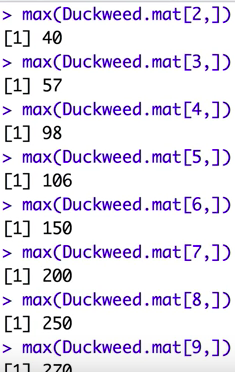 > max(Duckweed.mat[2,])
[1] 40
> max(Duckweed.mat[3,])
[1] 57
> max(Duckweed.mat[4,])
[1] 98
> max(Duckweed.mat[5,])
[1] 106
> max(Duckweed.mat[6,])
[1] 150
> max(Duckweed.mat[7,])
[1] 200
> max(Duckweed.mat[8,])
[1] 250
> max(Duckweed.mat[9,])
[1] 270